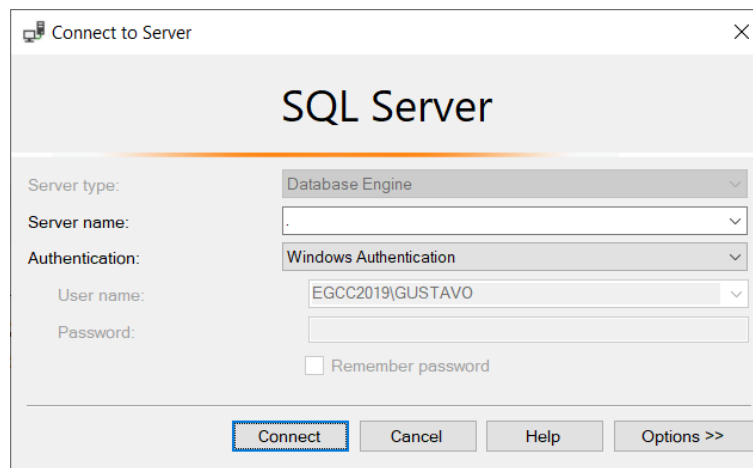 Connect to Server
SQL Server
Server type: Database Engine
Server name: .
Authentication: Windows Authentication
User name: EGCC2019\GUSTAVO
Password:
Remember password
Connect Cancel Help Options >>